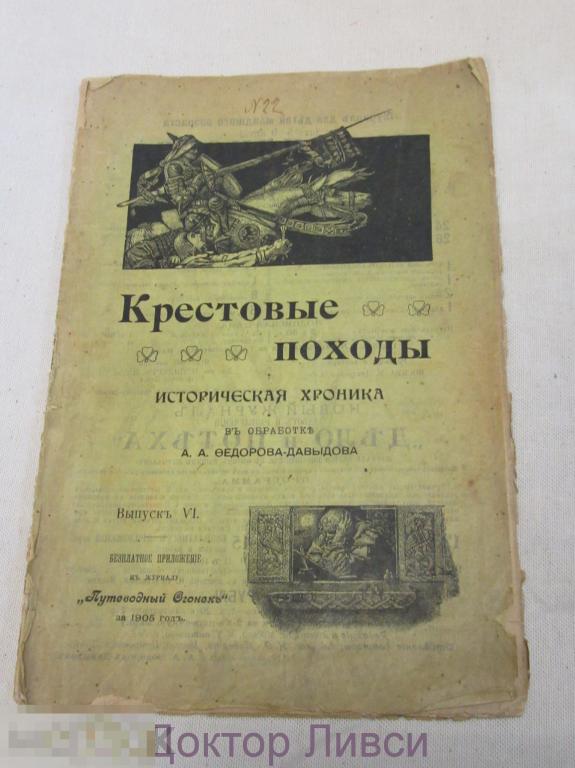 N 22
Крестовые
походы
ИСТОРИЧЕСКАЯ ХРОНИКА
ВЪ ОБРАБОТКѢ
А. А. ѲЕДОРОВА-ДАВЫДОВА
Выпускъ VI.
БЕЗПЛАТНОЕ ПРИЛОЖЕНІЕ
КЪ ЖУРНАЛУ
„Путеводный Огонекъ"
за 1905 годъ.
Доктор Ливси